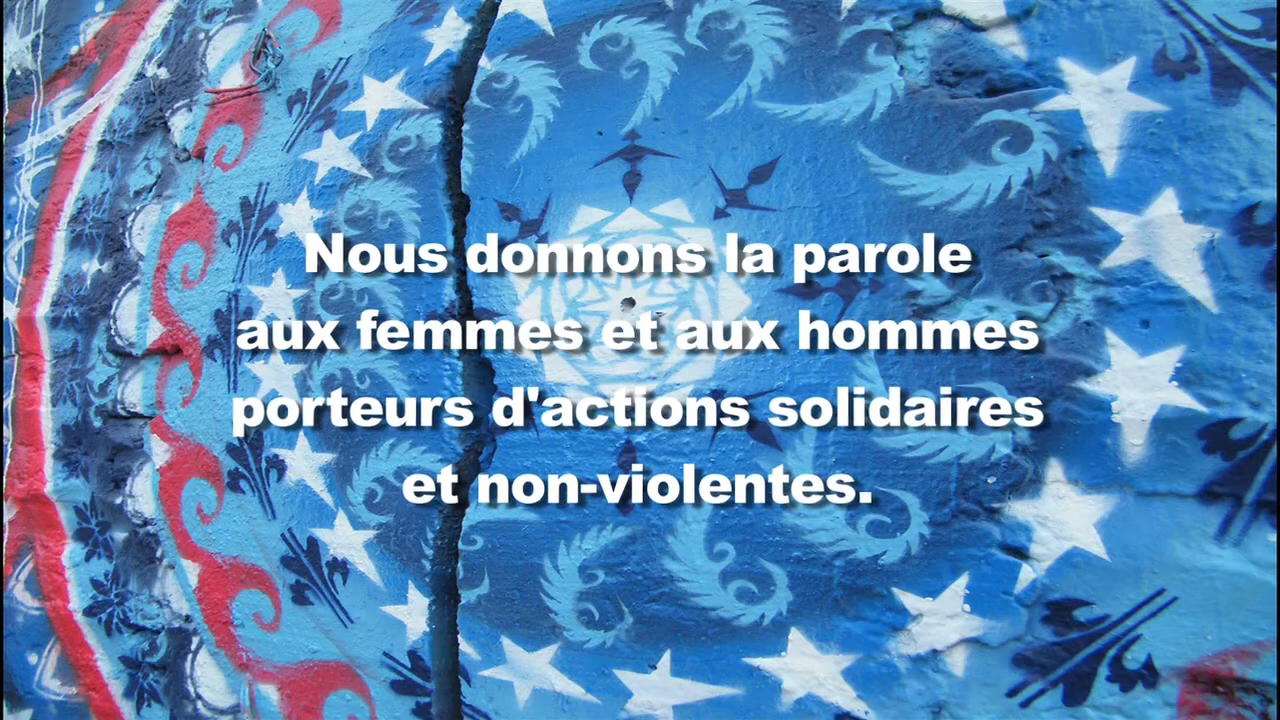 Nous donnons la parole
aux femmes et aux hommes
porteurs d'actions solidaires
et non-violentes.